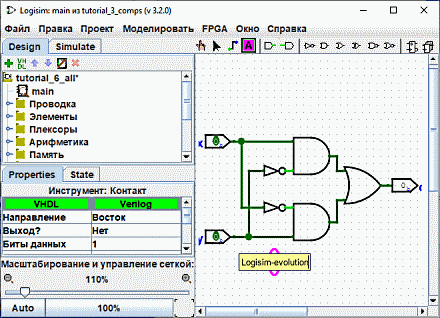 Logisim: main из tutorial_3_comps (v 3.2.0)
Файл Правка Проект Моделировать FPGA Окно Справка
Design Simulate
A
VH DL
tutorial_6_all*
main
Проводка
Элементы
Плексоры
Арифметика
Память
Properties State
Инструмент: Контакт
VHDL Verilog
Направление Восток
Выход? Нет
Биты данных 1
Масштабирование и управление сеткой:
110%
Auto 100%
x
0
0
y
0
Logisim-evolution